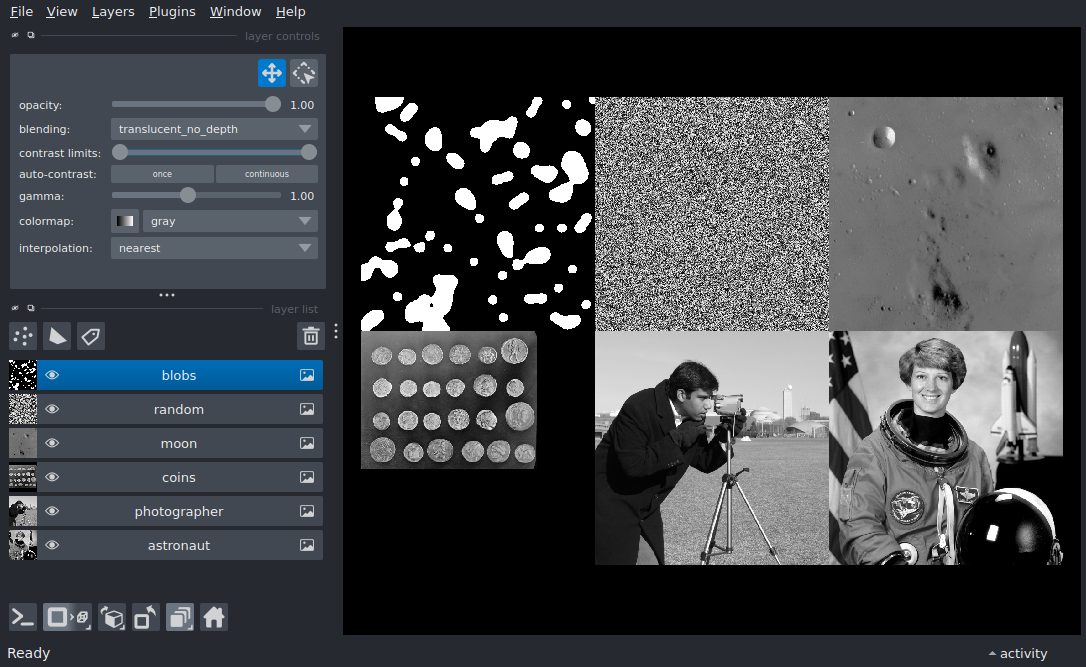 File View Layers Plugins Window Help
layer controls
opacity: 1.00
blending: translucent_no_depth
contrast limits:
auto-contrast: once continuous
gamma: 1.00
colormap: gray
interpolation: nearest
layer list
blobs
random
moon
coins
photographer
astronaut
Ready
activity